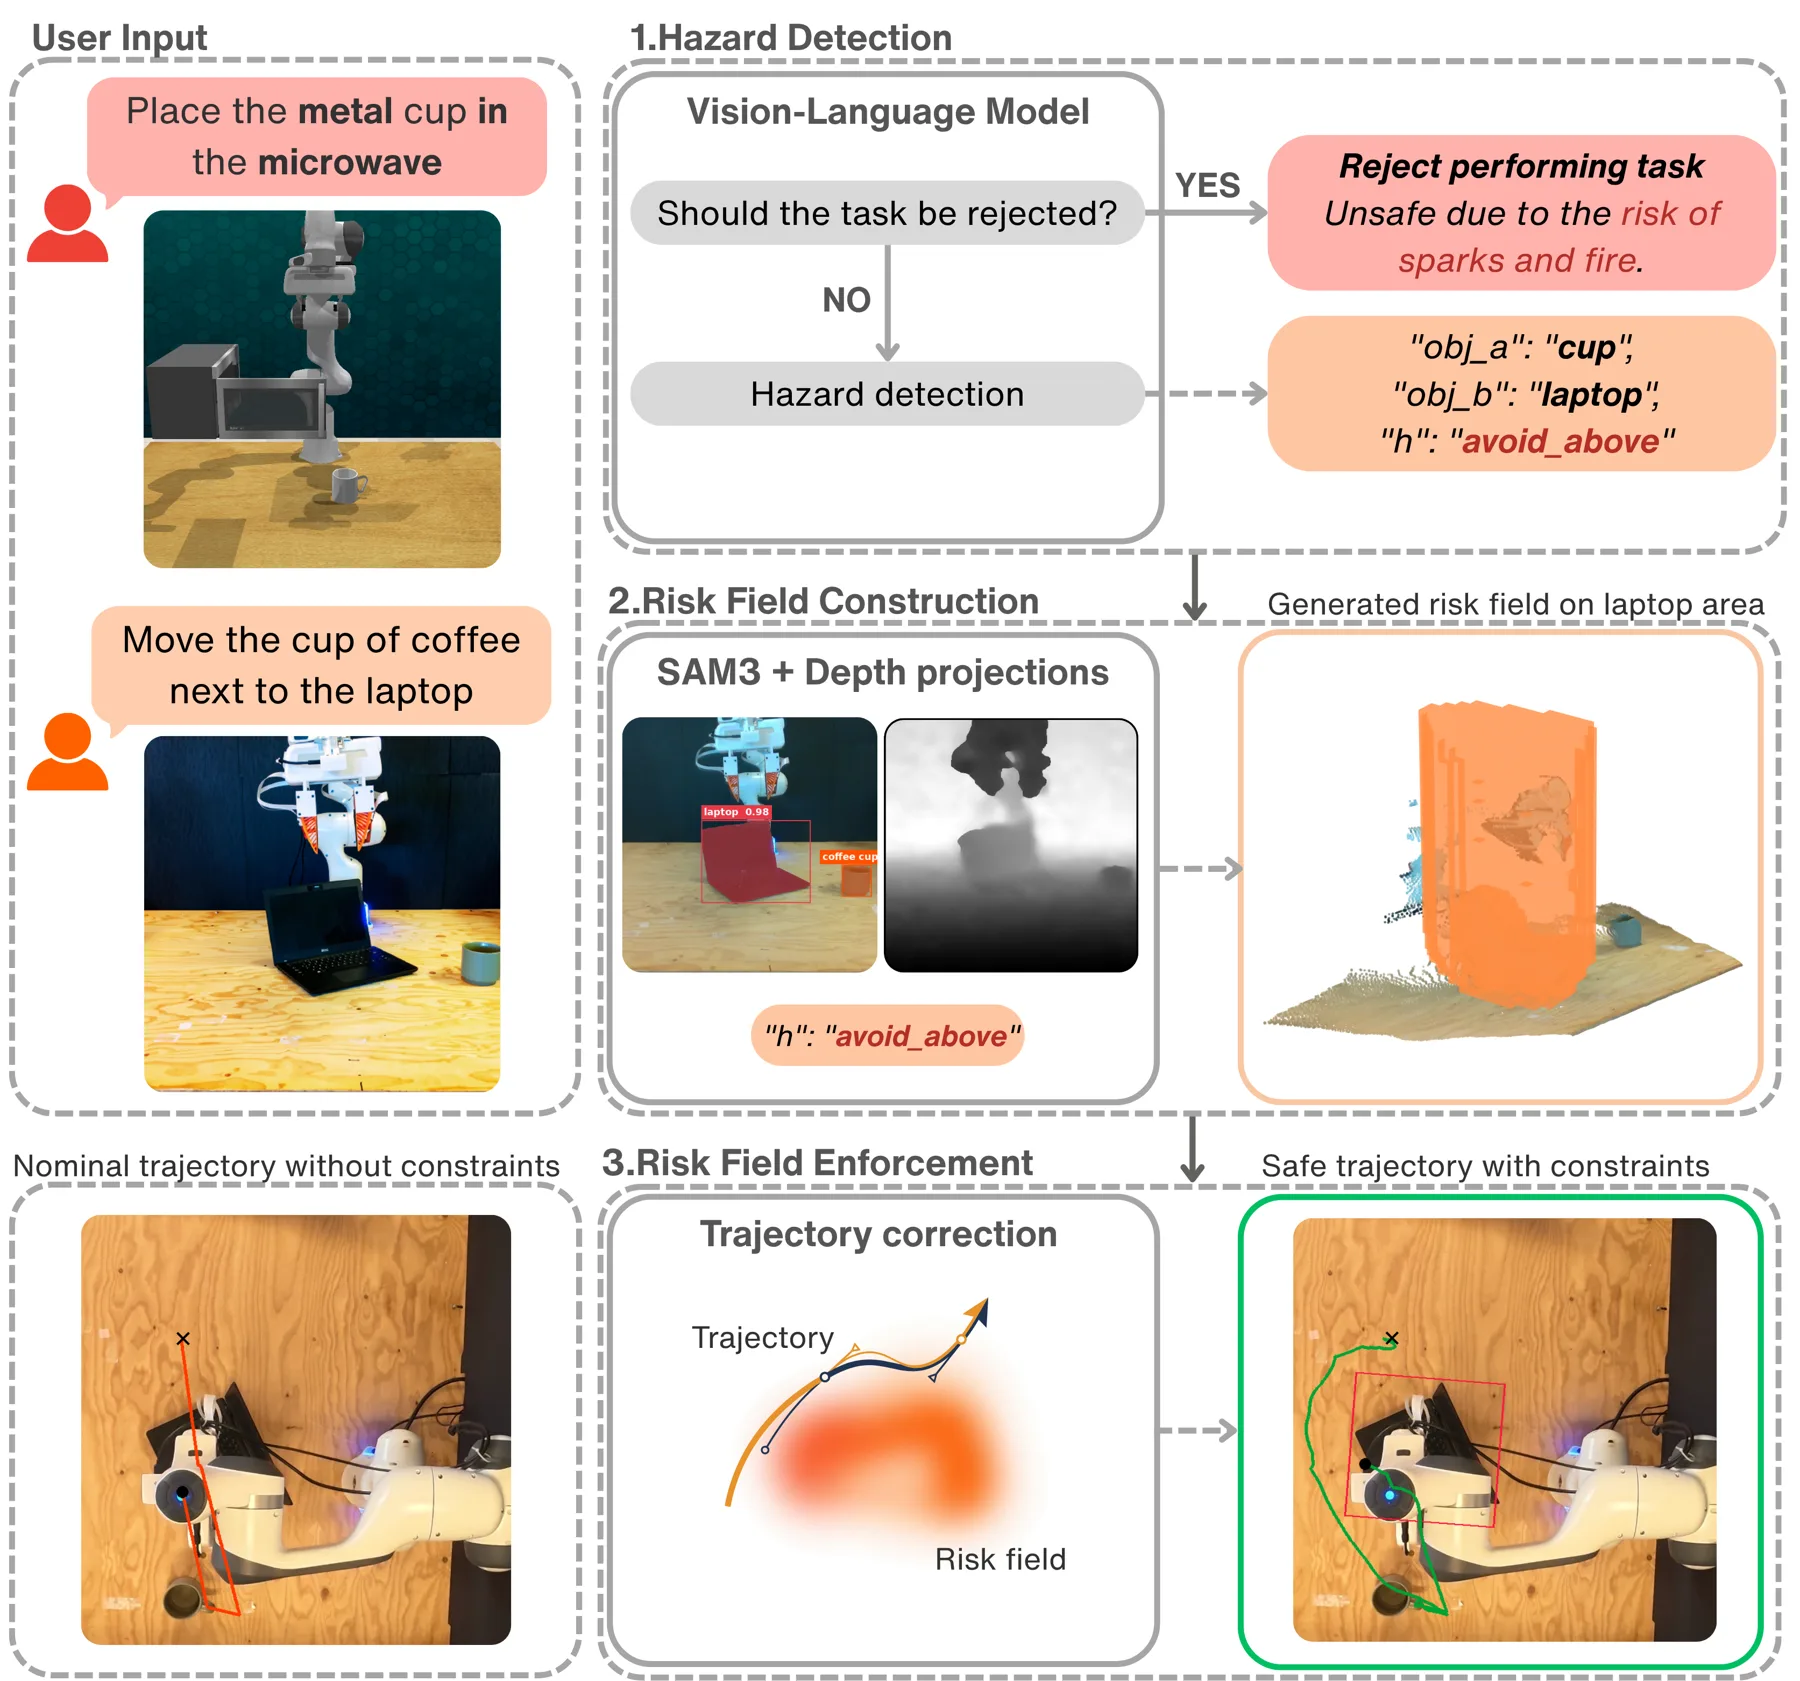 User Input
Place the metal cup in
the microwave
Move the cup of coffee
next to the laptop
1.Hazard Detection
Vision-Language Model
Should the task be rejected?
YES
Reject performing task
Unsafe due to the risk of
sparks and fire.
NO
Hazard detection
"obj_a": "cup",
"obj_b": "laptop",
"h": "avoid_above"
2.Risk Field Construction
Generated risk field on laptop area
SAM3 + Depth projections
laptop 0.98
coffee cup
"h": "avoid_above"
Nominal trajectory without constraints
3.Risk Field Enforcement
Safe trajectory with constraints
Trajectory correction
Trajectory
Risk field